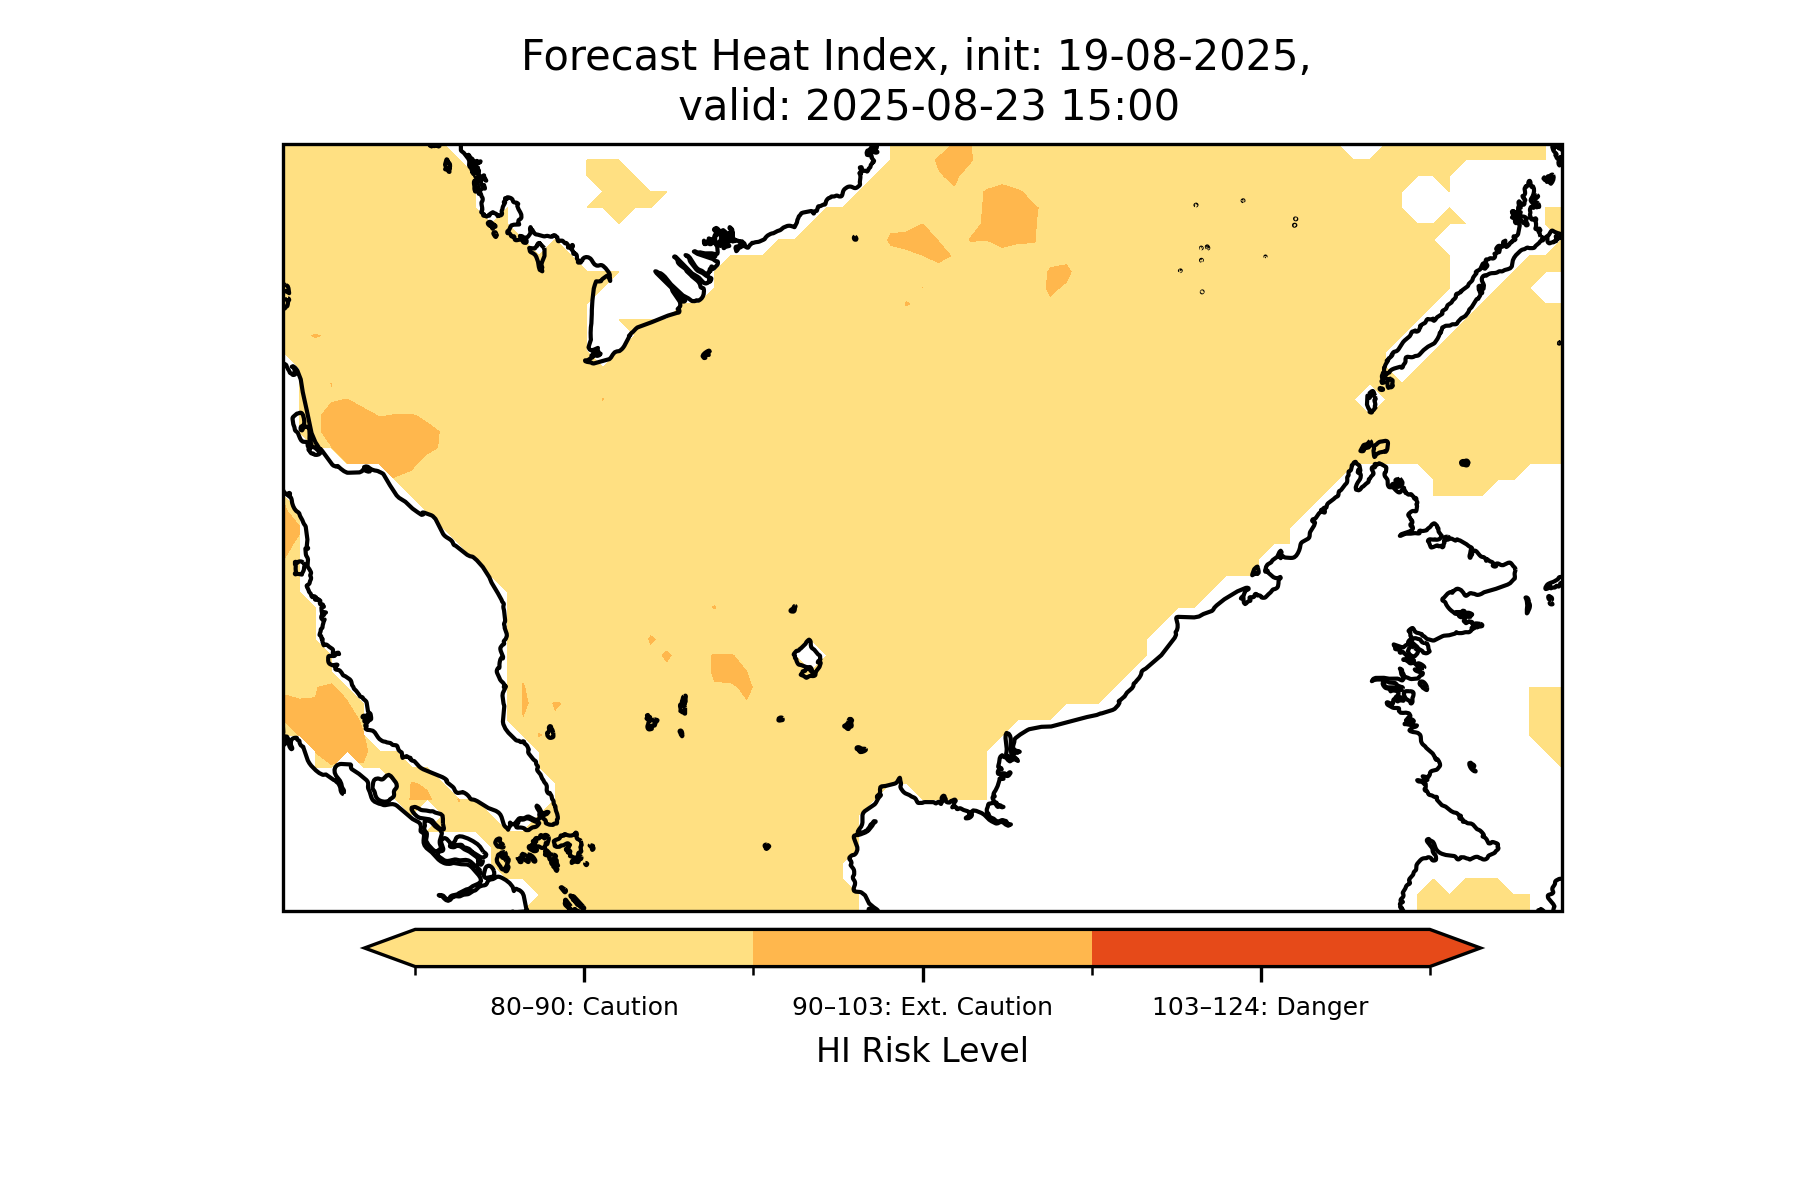 Forecast Heat Index, init: 19-08-2025,
valid: 2025-08-23 15:00
80–90: Caution
90–103: Ext. Caution
103–124: Danger
HI Risk Level